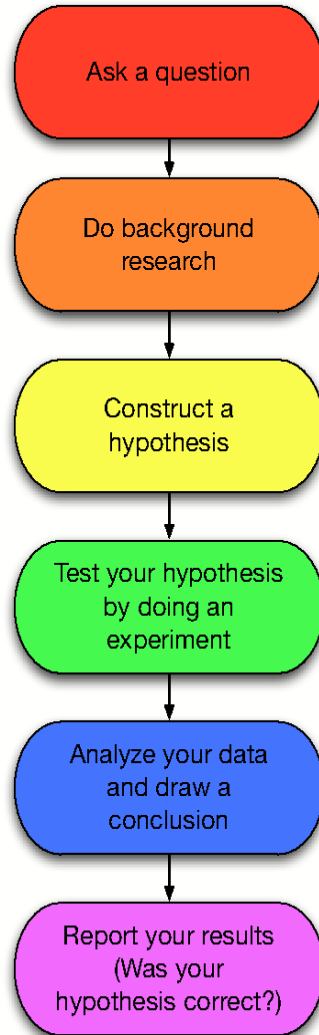 Ask a question
Do background
research
Construct a
hypothesis
Test your hypothesis
by doing an
experiment
Analyze your data
and draw a
conclusion
Report your results
(Was your
hypothesis correct?)